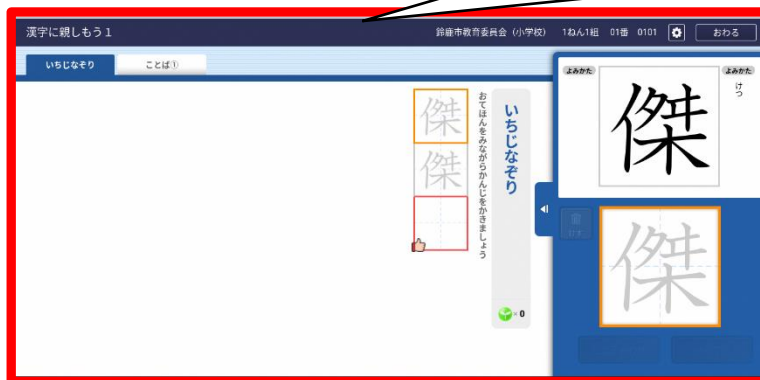 漢字に親しもう1
鈴鹿市教育委員会（小学校） 1ねん1組 01番 0101
おわる
いちじなぞり
ことば①
いちじなぞり
おてほんをみながらかんじをかきましょう
傑
傑
× 0
よみかた
よみかた
けつ
傑
けす
傑